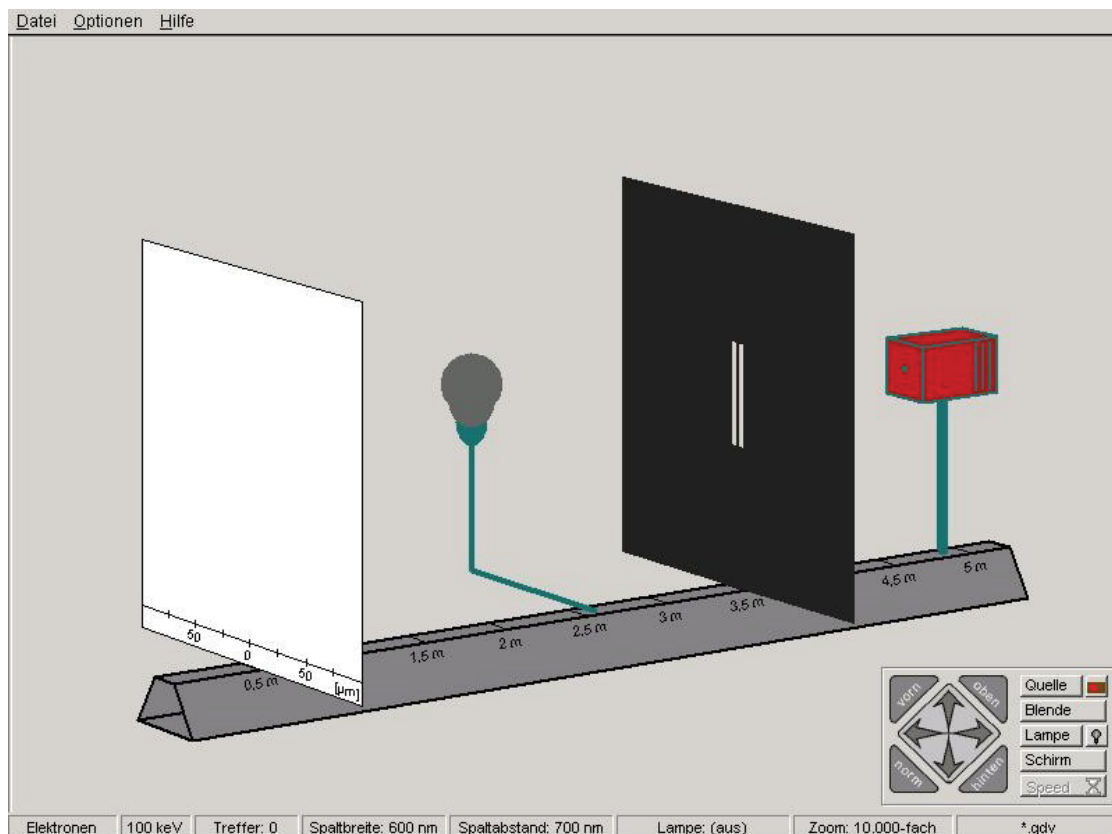 Datei Optionen Hilfe
50 0 50 [µm]
0,5 m 1,5 m 2 m 2,5 m 3 m 3,5 m 4,5 m 5 m
vorn oben norm hinten
Quelle
Blende
Lampe
Schirm
Speed
Elektronen 100 keV Treffer: 0 Spaltbreite: 600 nm Spaltabstand: 700 nm Lampe: (aus) Zoom: 10.000-fach *.qdv